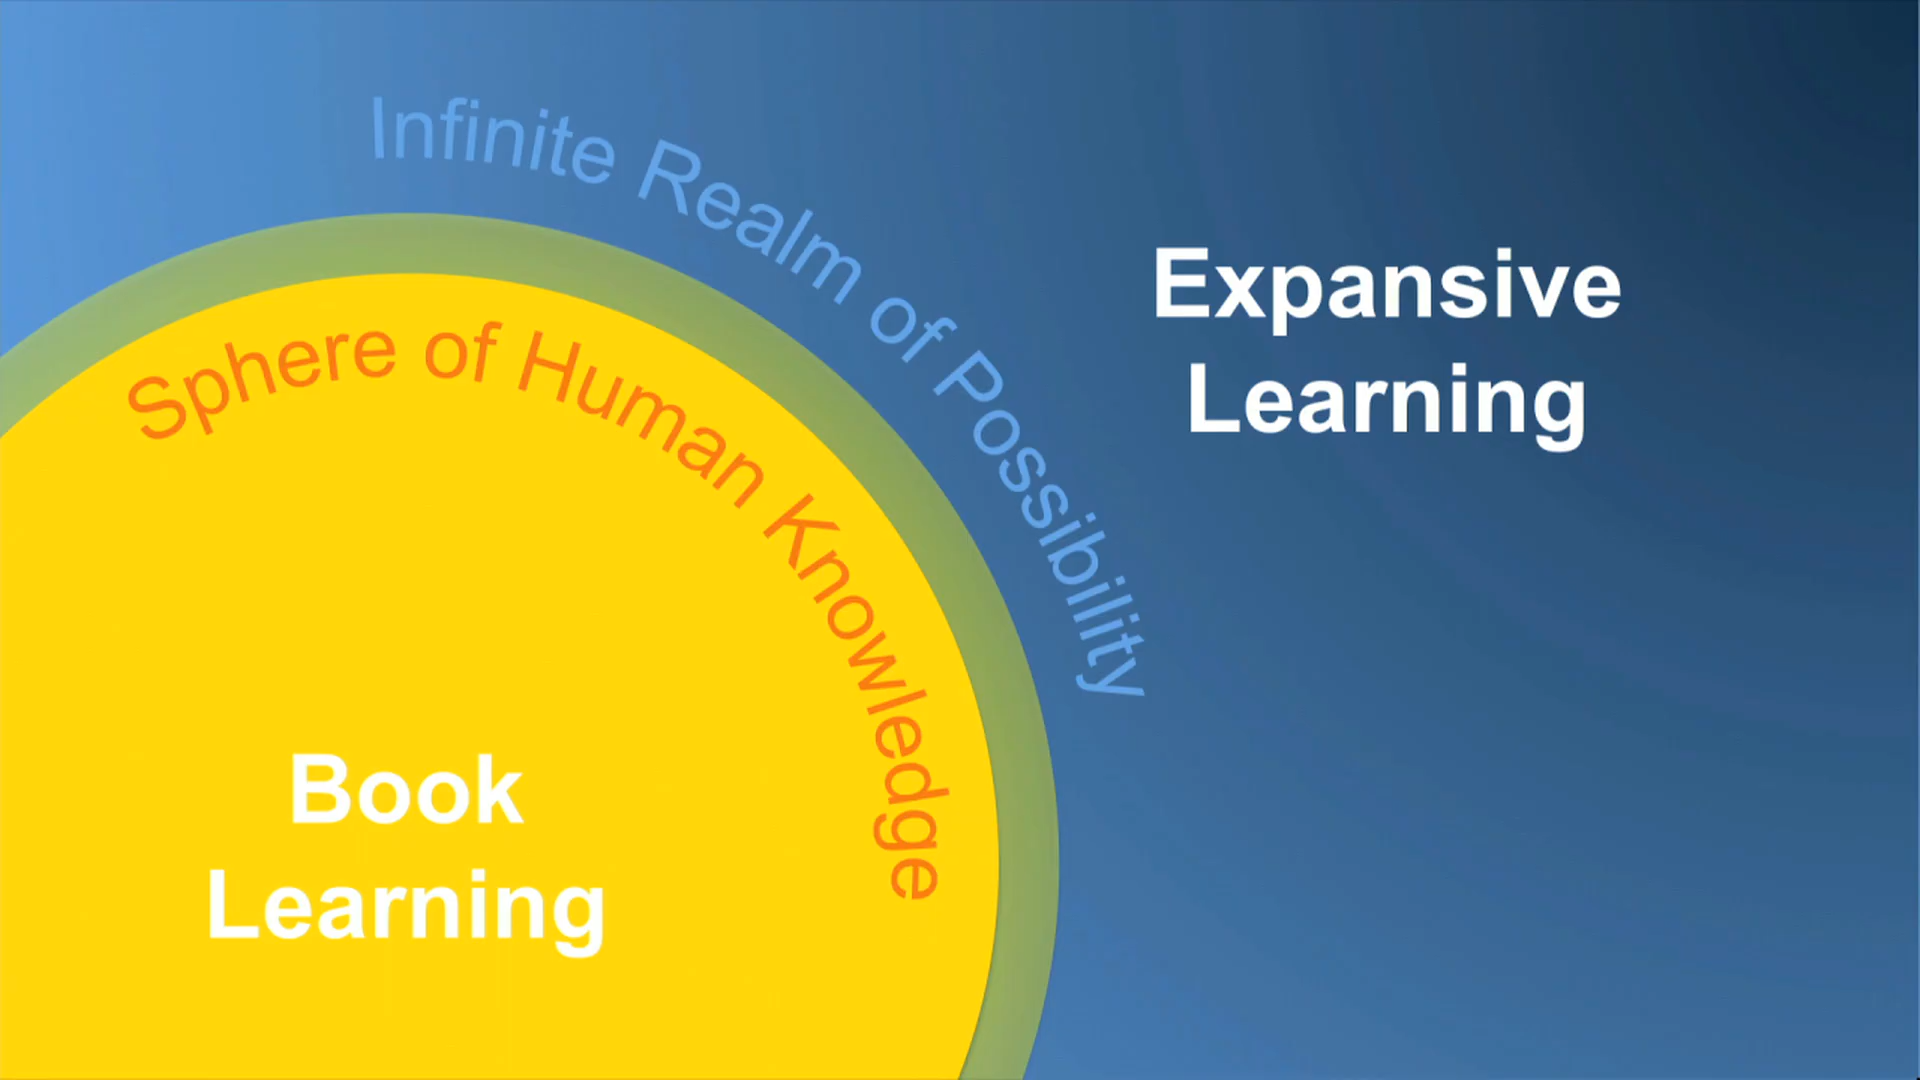 Infinite Realm of Possibility
Expansive
Learning
Sphere of Human Knowledge
Book
Learning